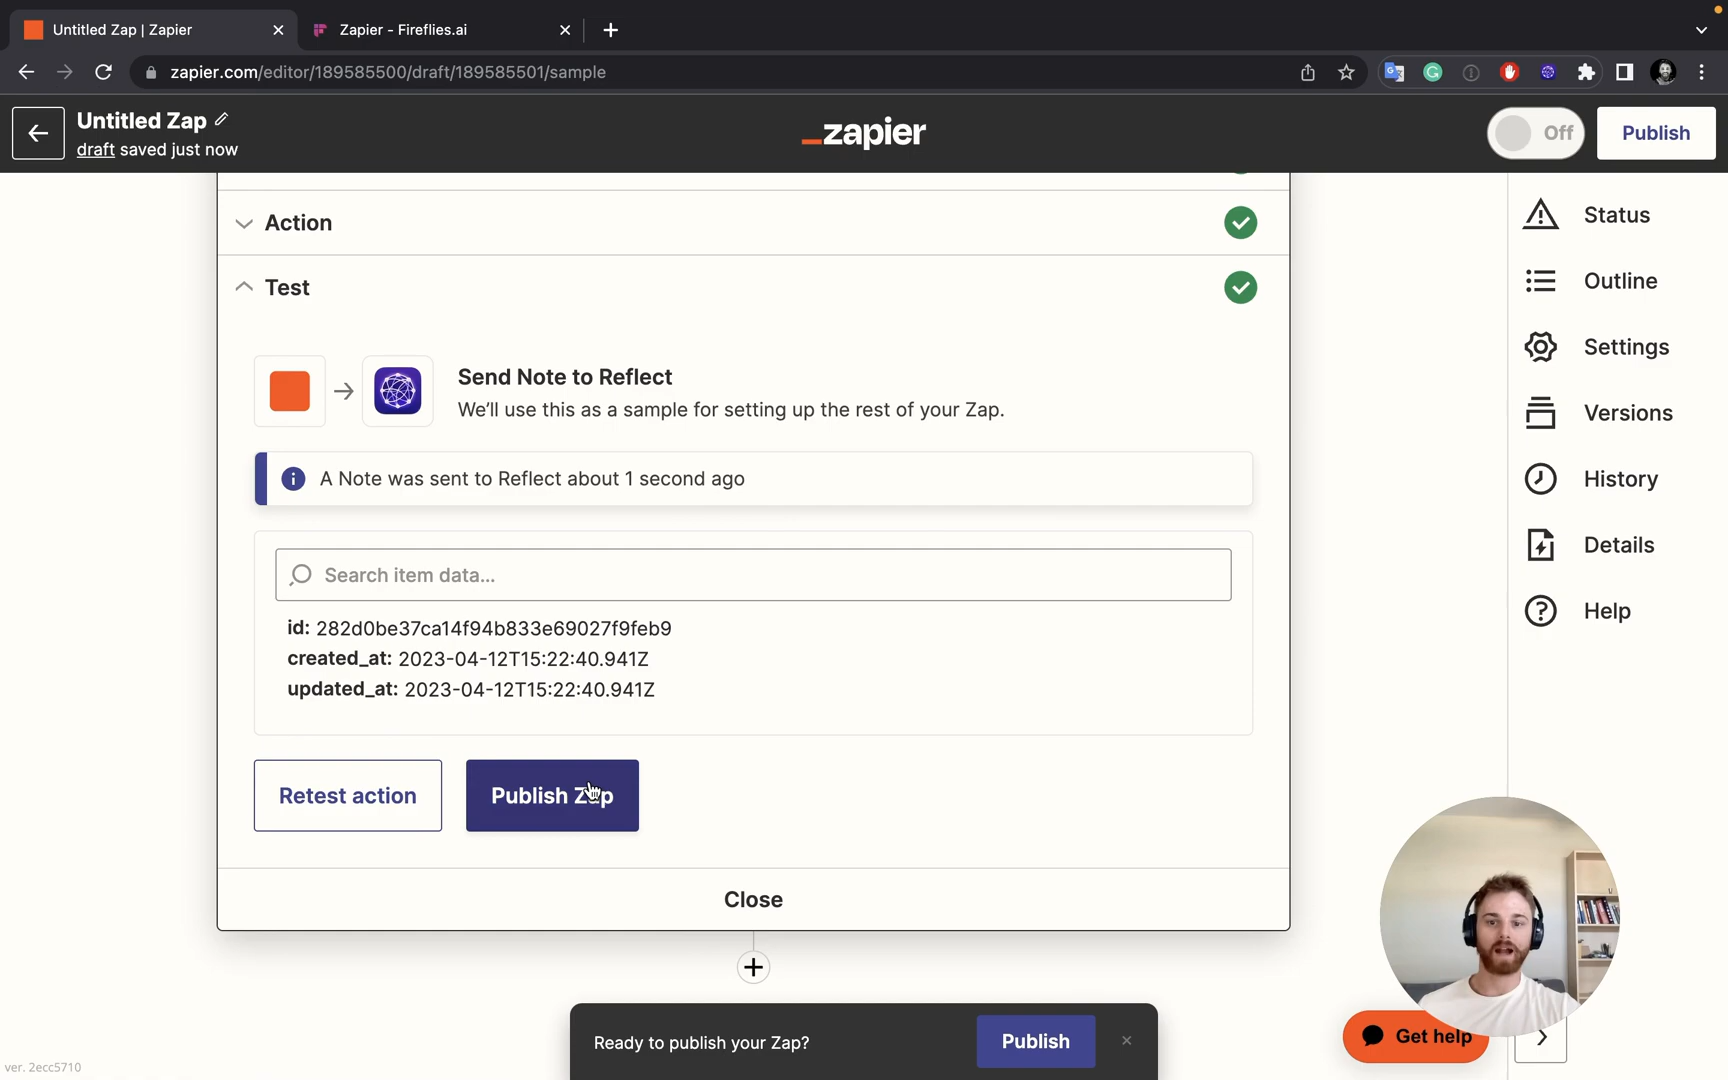 Untitled Zap | Zapier
Zapier - Fireflies.ai
zapier.com/editor/189585500/draft/189585501/sample
Untitled Zap
draft saved just now
_zapier
Off
Publish
Action
Test
Send Note to Reflect
We'll use this as a sample for setting up the rest of your Zap.
A Note was sent to Reflect about 1 second ago
Search item data...
id: 282d0be37ca14f94b833e69027f9feb9
created_at: 2023-04-12T15:22:40.941Z
updated_at: 2023-04-12T15:22:40.941Z
Retest action
Publish Zap
Close
Status
Outline
Settings
Versions
History
Details
Help
Ready to publish your Zap?
Publish
Get help
ver. 2ecc5710